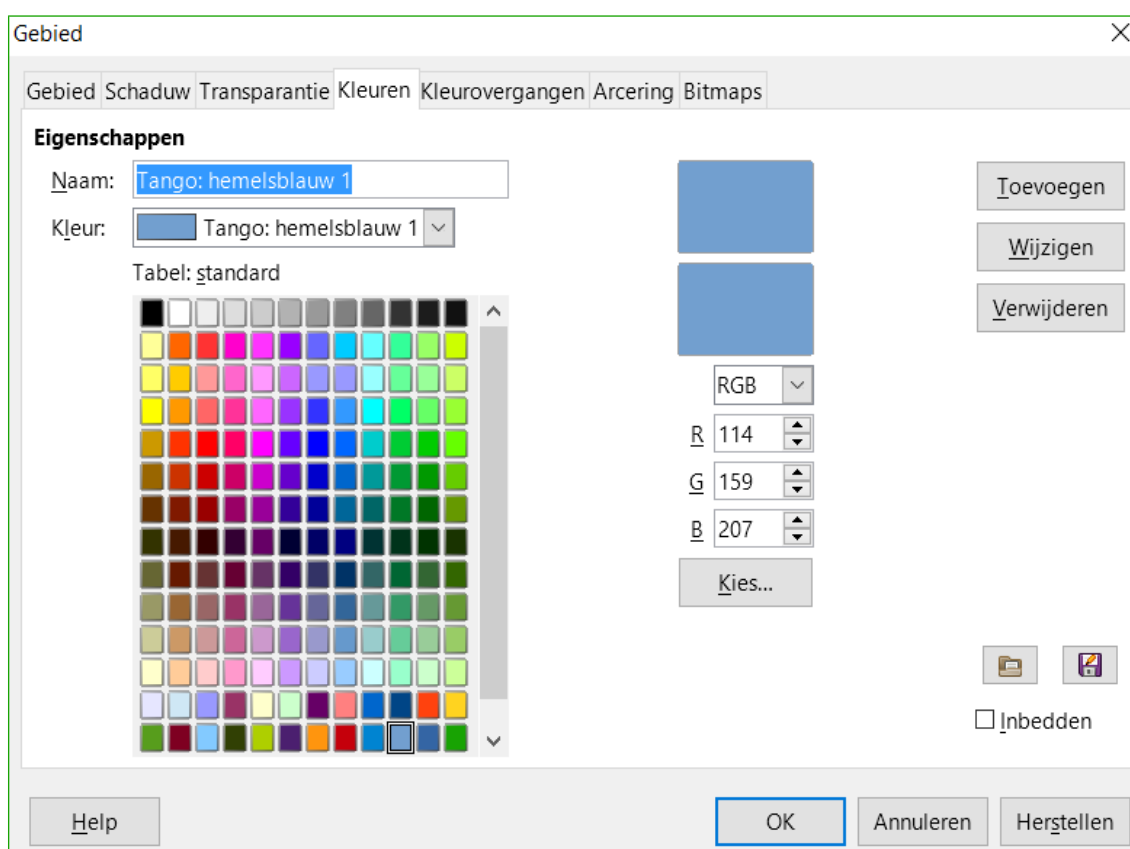 Gebied
Gebied Schaduw Transparantie Kleuren Kleurovergangen Arcering Bitmaps
Eigenschappen
Naam: Tango: hemelsblauw 1
Kleur: Tango: hemelsblauw 1
Tabel: standard
RGB
R 114
G 159
B 207
Kies...
Toevoegen
Wijzigen
Verwijderen
Inbedden
Help OK Annuleren Herstellen